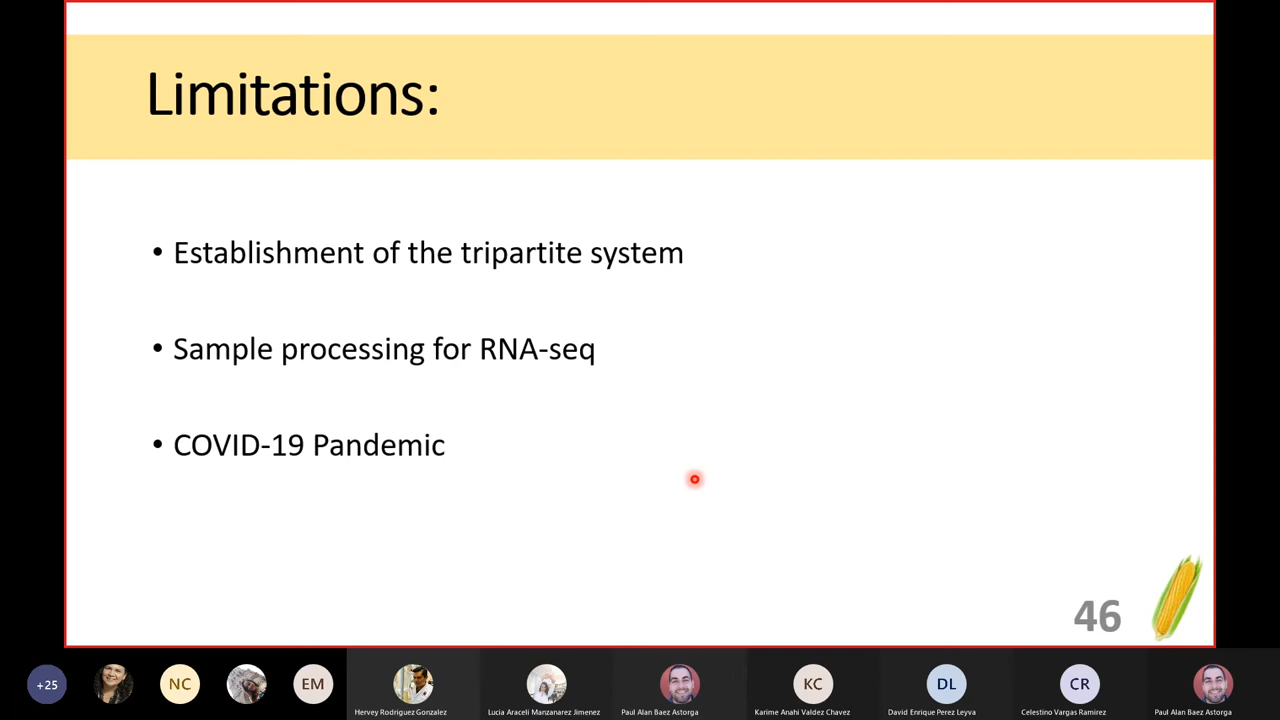 Limitations:
• Establishment of the tripartite system
• Sample processing for RNA-seq
• COVID-19 Pandemic
46
+25
NC
EM
KC
DL
CR
Hervey Rodriguez Gonzalez
Lucia Araceli Manzanarez Jimenez
Paul Alan Baez Astorga
Karime Anahi Valdez Chavez
David Enrique Perez Leyva
Celestino Vargas Ramirez
Paul Alan Baez Astorga